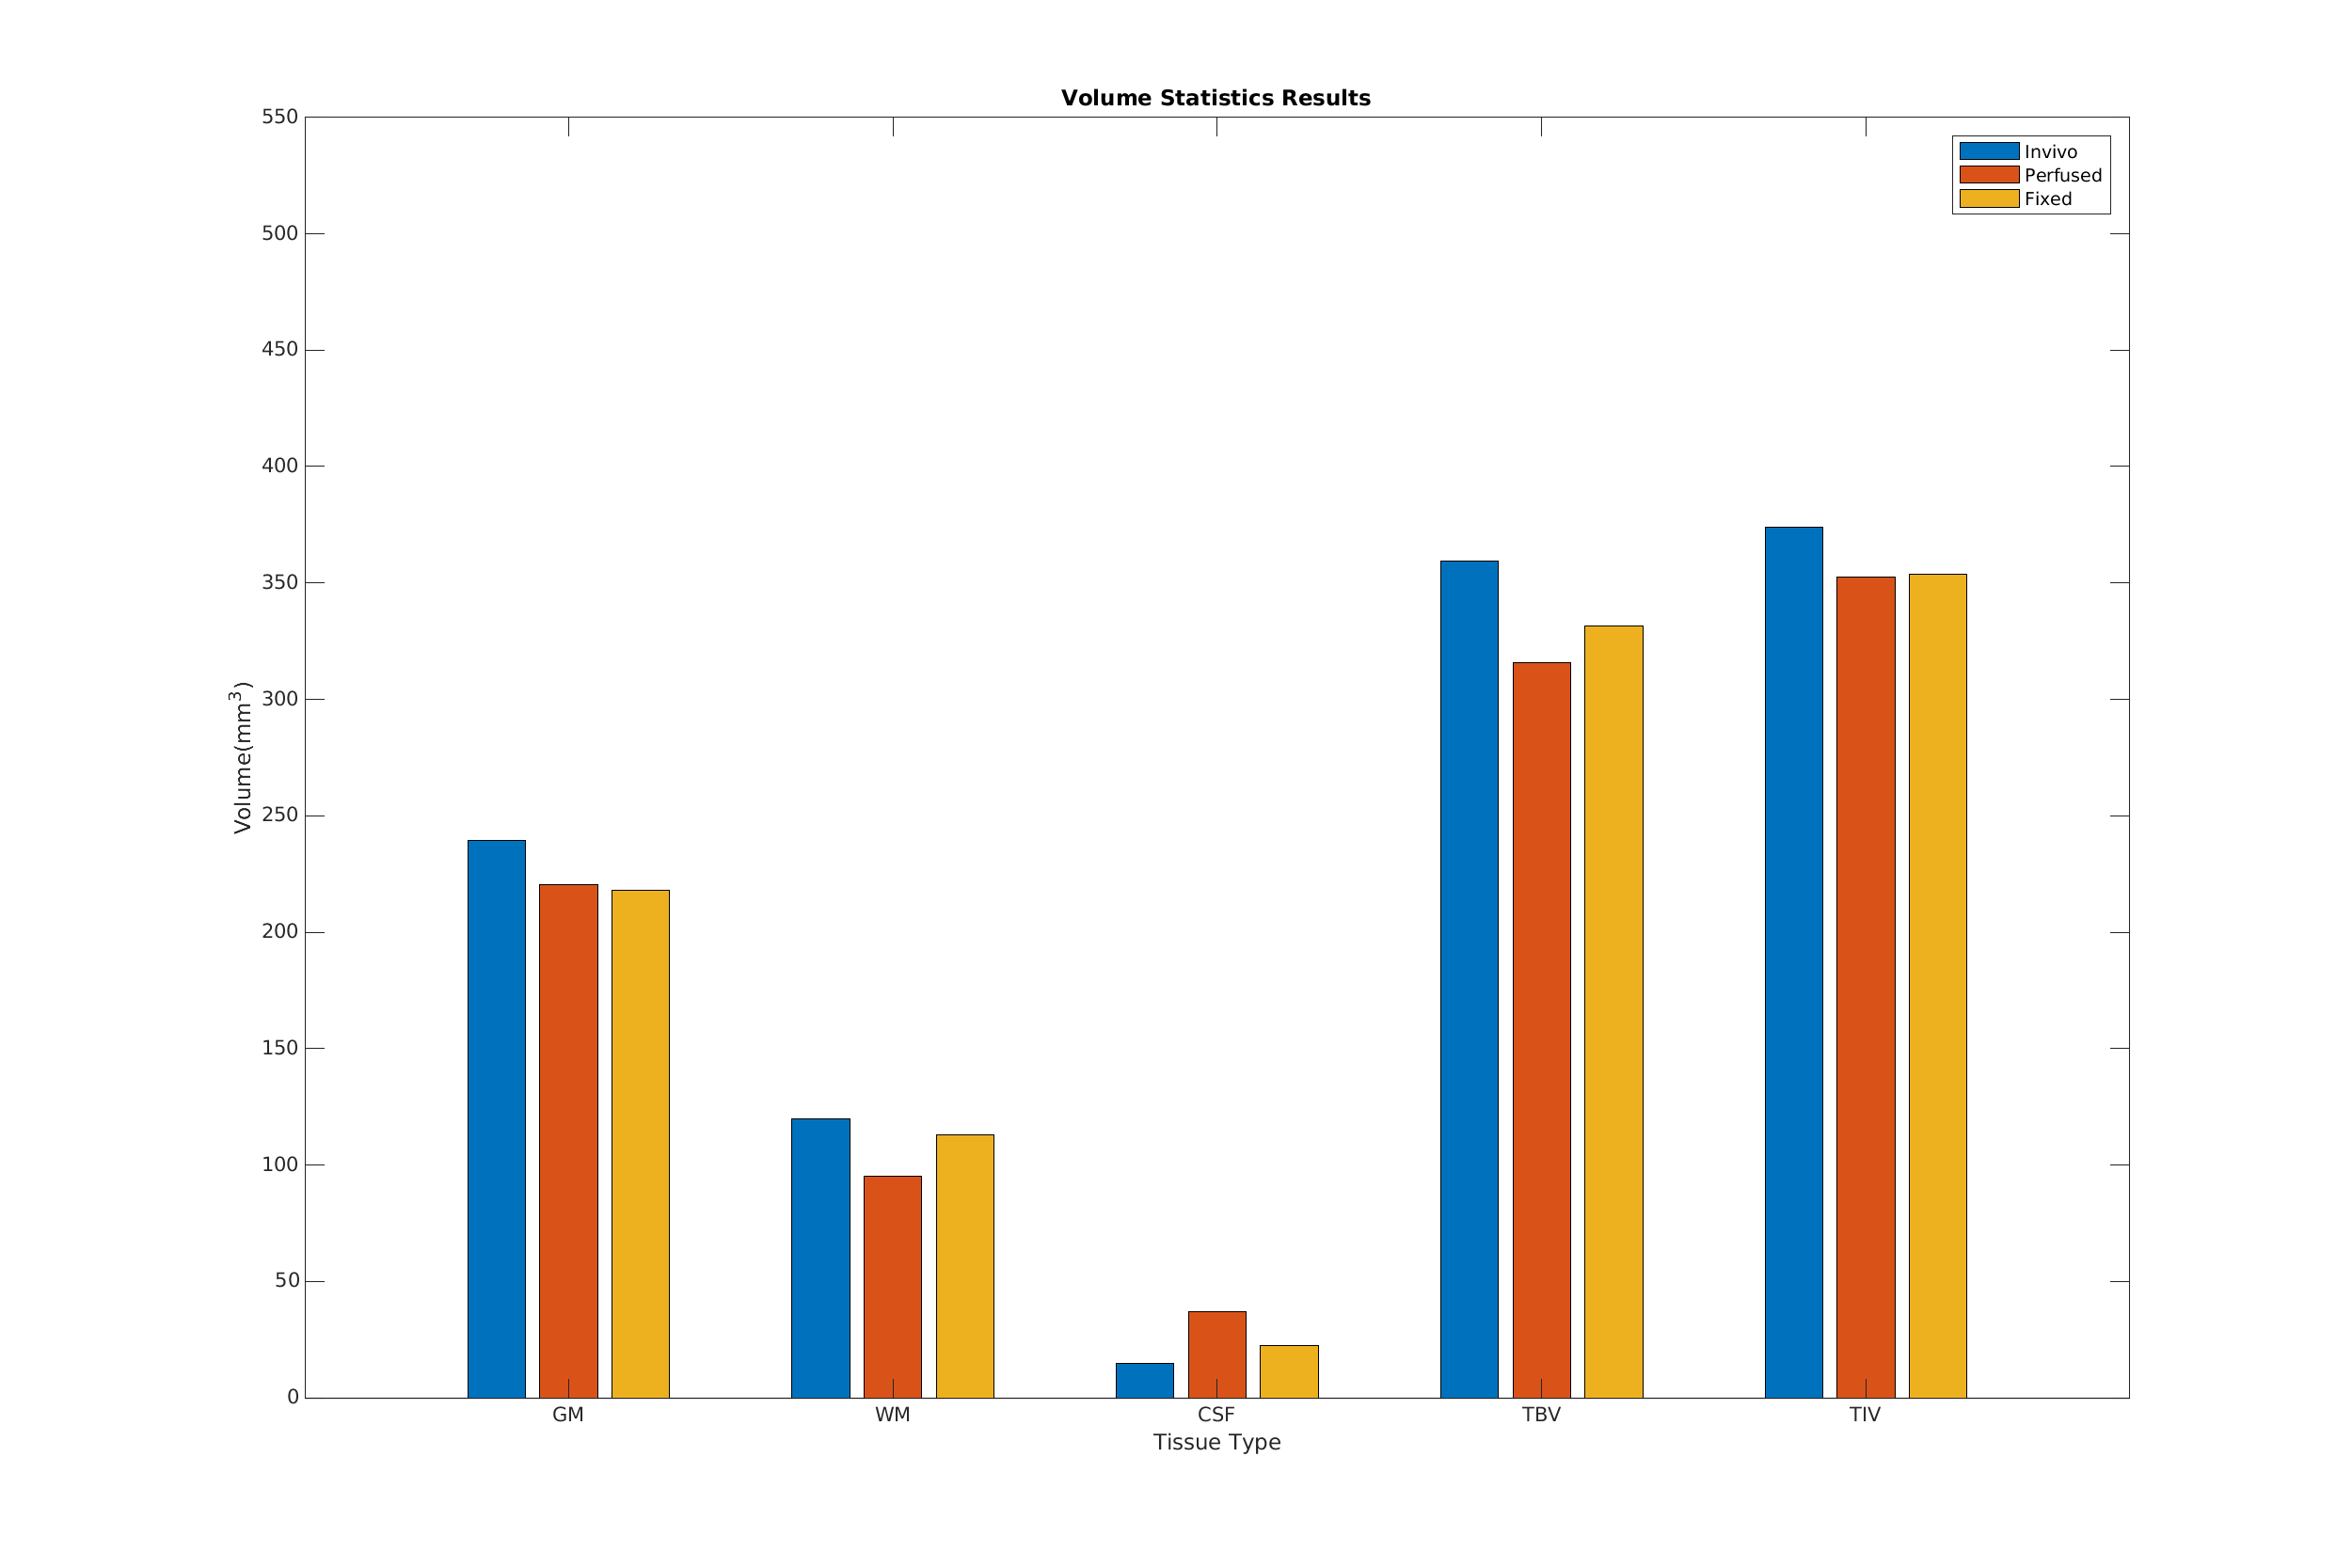 Volume Statistics Results
550
500
450
400
350
300
250
200
150
100
50
0
Volume(mm³)
Invivo
Perfused
Fixed
GM WM CSF TBV TIV
Tissue Type